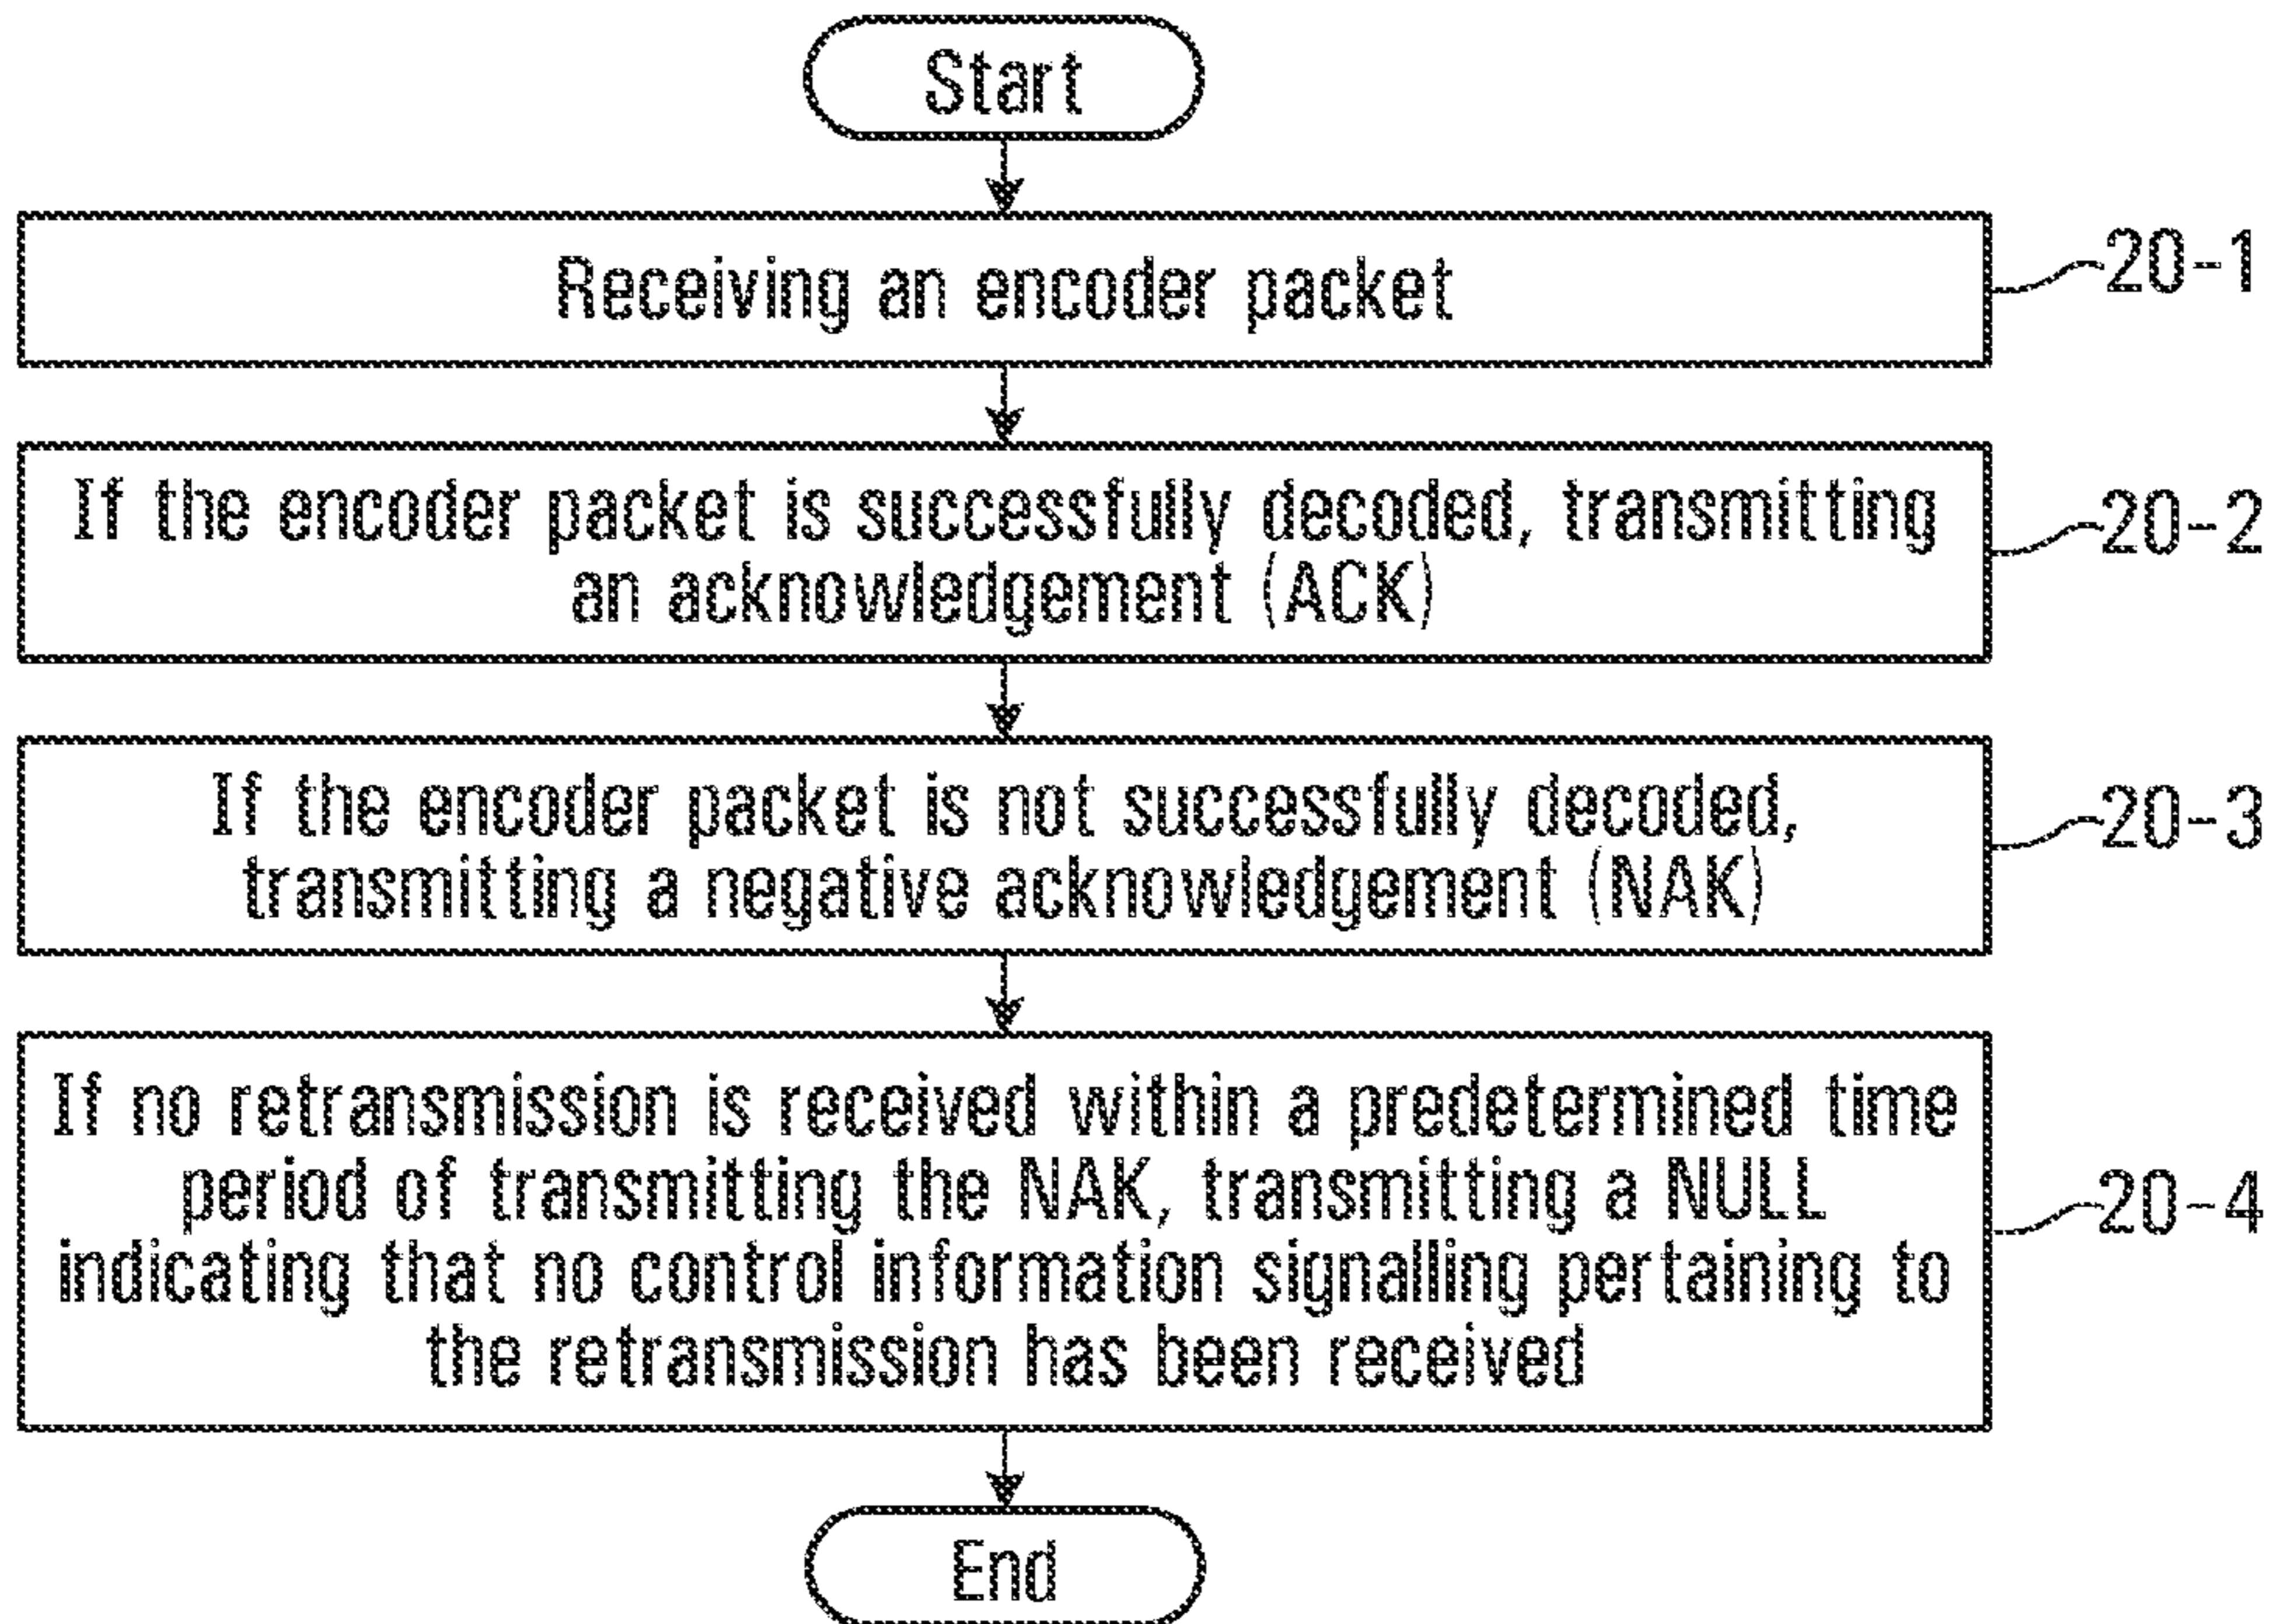 Start
Receiving an encoder packet
20-1
If the encoder packet is successfully decoded, transmitting
an acknowledgement (ACK)
20-2
If the encoder packet is not successfully decoded,
transmitting a negative acknowledgement (NAK)
20-3
If no retransmission is received within a predetermined time
period of transmitting the NAK, transmitting a NULL
indicating that no control information signalling pertaining to
the retransmission has been received
20-4
End